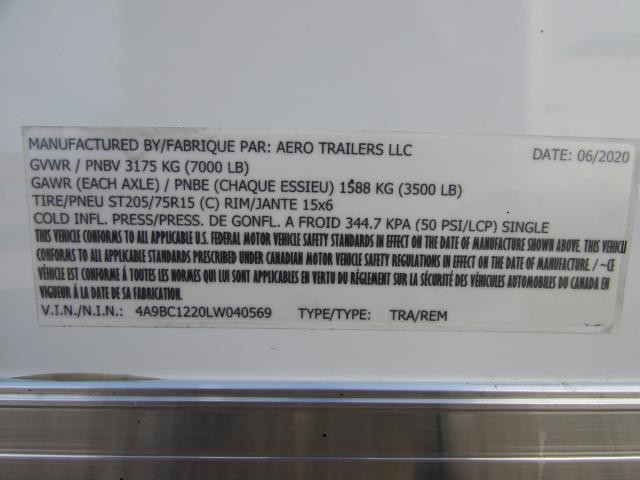 MANUFACTURED BY/FABRIQUE PAR: AERO TRAILERS LLC DATE: 06/2020
GVWR / PNBV 3175 KG (7000 LB)
GAWR (EACH AXLE) / PNBE (CHAQUE ESSIEU) 1588 KG (3500 LB)
TIRE/PNEU ST205/75R15 (C) RIM/JANTE 15x6
COLD INFL. PRESS/PRESS. DE GONFL. A FROID 344.7 KPA (50 PSI/LCP) SINGLE
THIS VEHICLE CONFORMS TO ALL APPLICABLE U.S. FEDERAL MOTOR VEHICLE SAFETY STANDARDS IN EFFECT ON THE DATE OF MANUFACTURE SHOWN ABOVE. THIS VEHICLE
CONFORMS TO ALL APPLICABLE STANDARDS PRESCRIBED UNDER CANADIAN MOTOR VEHICLE SAFETY REGULATIONS IN EFFECT ON THE DATE OF MANUFACTURE. / ~CE
VÉHICLE EST CONFORME À TOUTES LES NORMES QUI LUI SONT APPLICABLES EN VERTU DU RÉGLEMENT SUR LA SÉCURITÉ DES VÉHICULES AUTOMOBILES DU CANADA EN
VIGUEUR À LA DATE DE SA FABRICATION.
V.I.N./N.I.N.: 4A9BC1220LW040569 TYPE/TYPE: TRA/REM